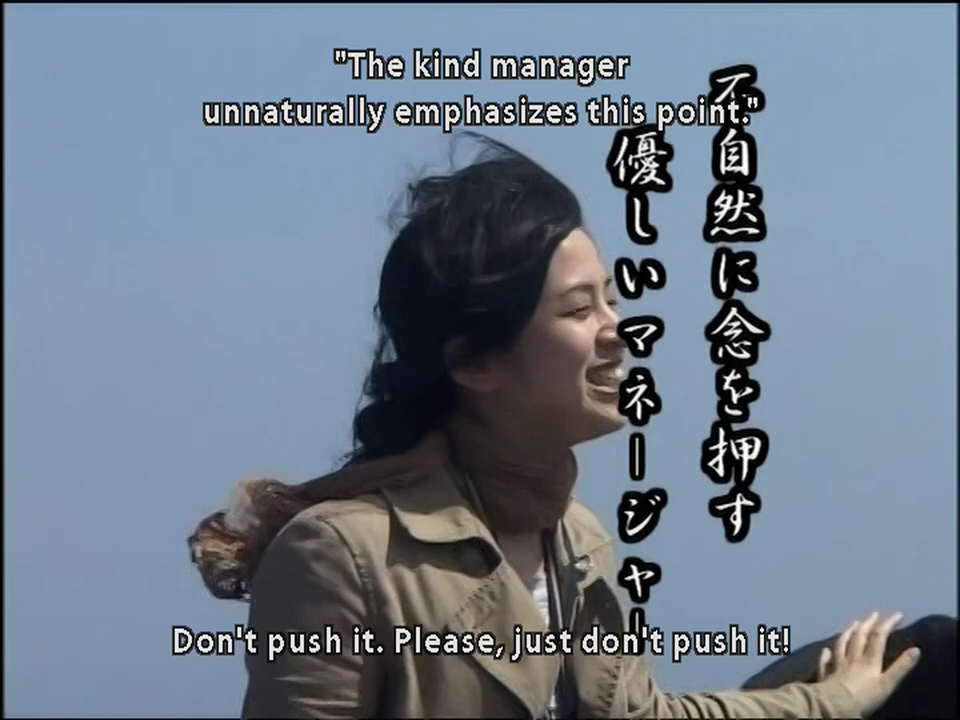 "The kind manager
unnaturally emphasizes this point."
不自然に念を押す
優しいマネージャー
Don't push it. Please, just don't push it!